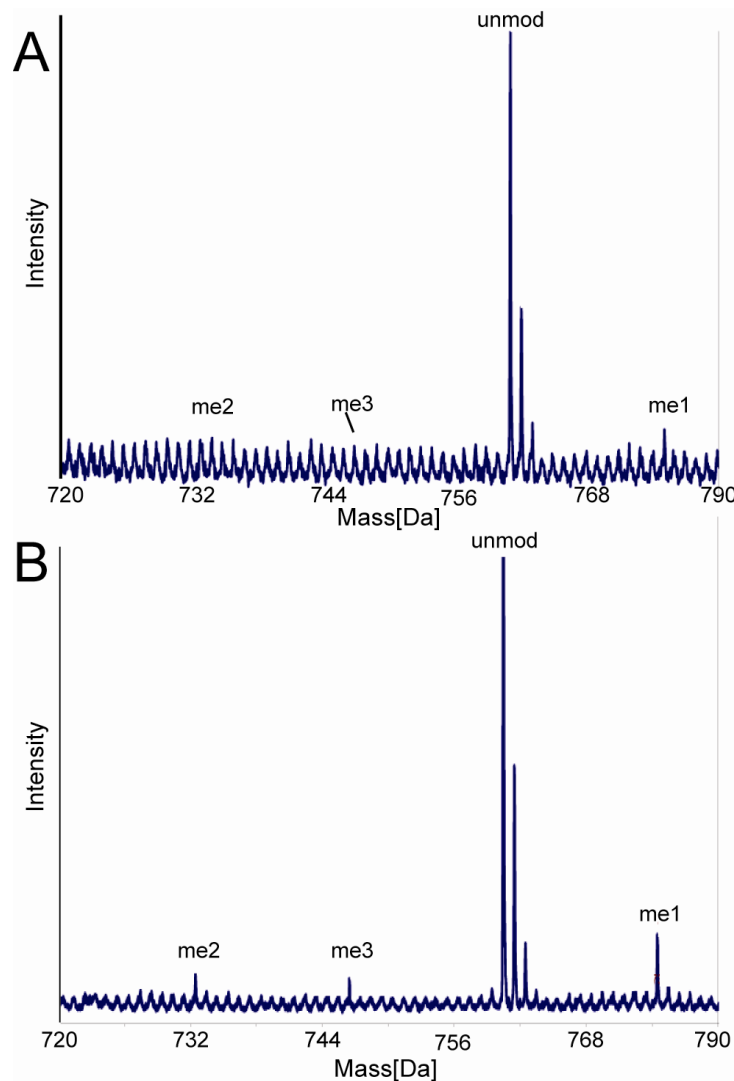 A
unmod
Intensity
me2
me3
me1
720 732 744 756 768 790
Mass[Da]
B
unmod
Intensity
me2
me3
me1
720 732 744 756 768 790
Mass[Da]